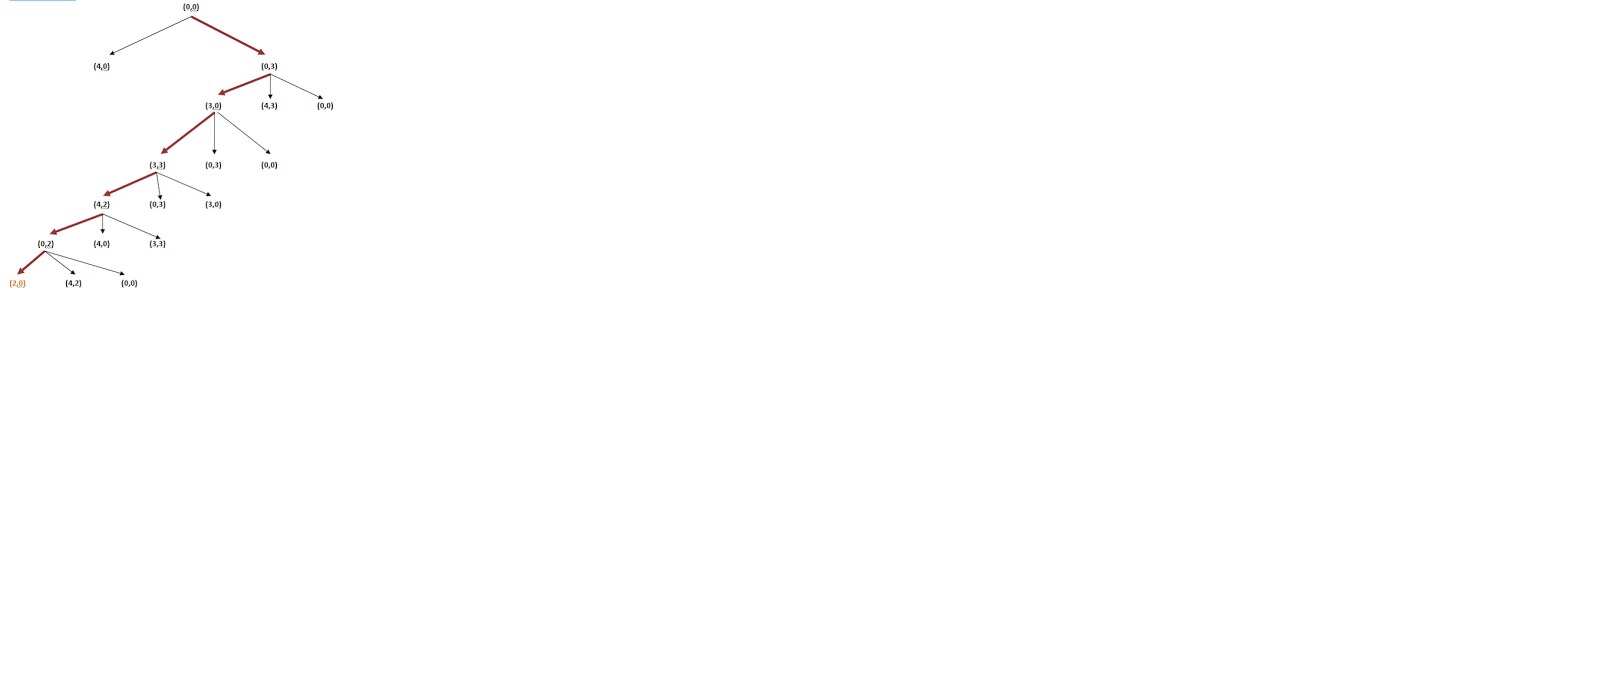 (0,0)
(4,0) (0,3)
(3,0) (4,3) (0,0)
(3,3) (0,3) (0,0)
(4,2) (0,3) (3,0)
(0,2) (4,0) (3,3)
(2,0) (4,2) (0,0)